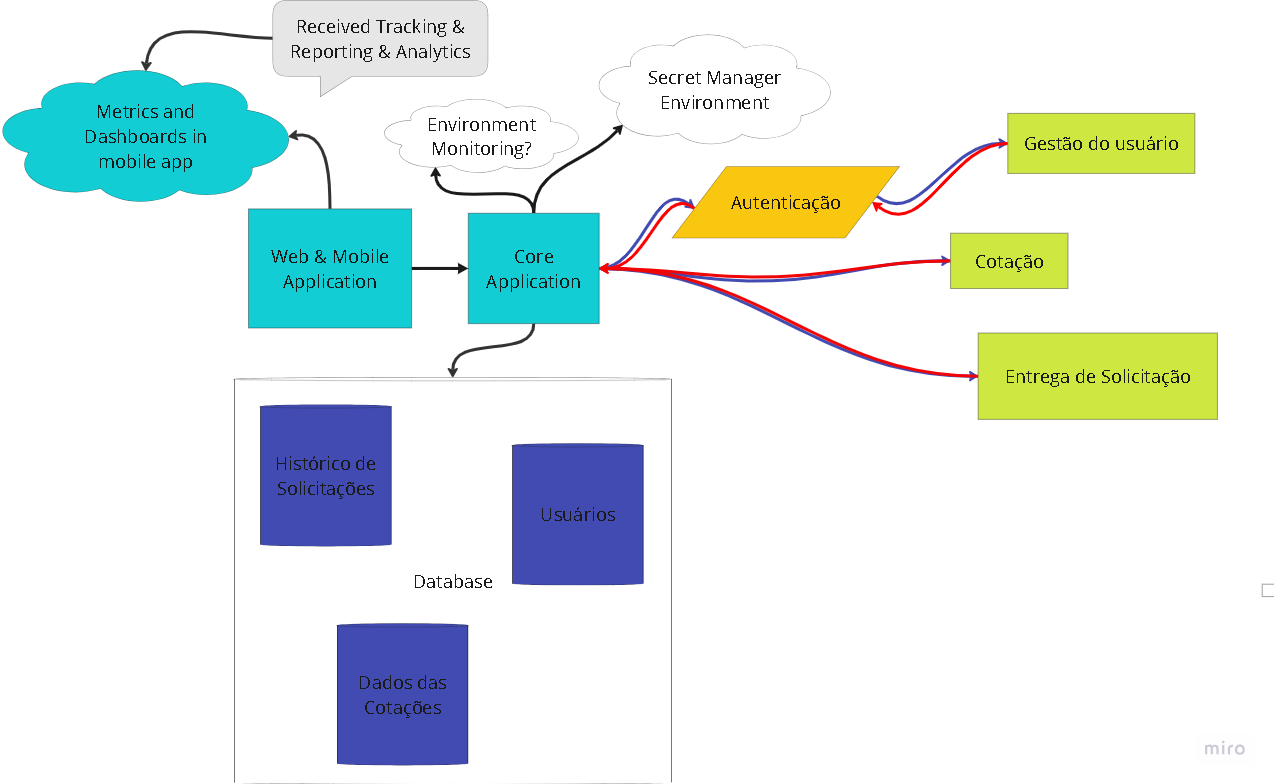 Received Tracking &
Reporting & Analytics
Metrics and
Dashboards in
mobile app
Environment
Monitoring?
Secret Manager
Environment
Gestão do usuário
Autenticação
Web & Mobile
Application
Core
Application
Cotação
Entrega de Solicitação
Histórico de
Solicitações
Usuários
Database
Dados das
Cotações
miro